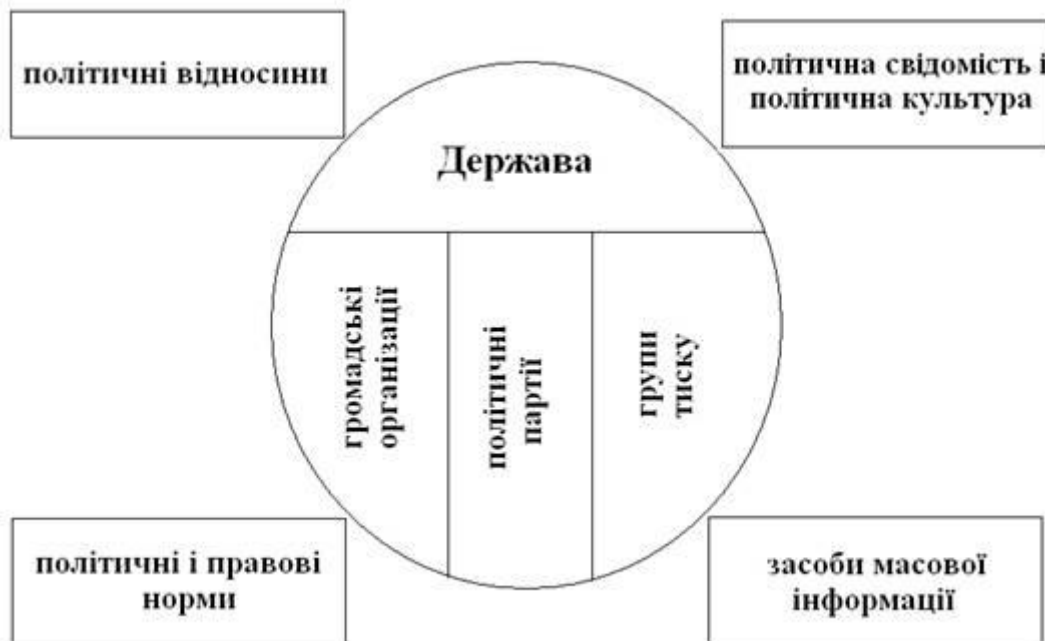 політичні відносини
політична свідомість і
політична культура
Держава
громадські
організації
політичні
партії
групи
тиску
політичні і правові
норми
засоби масової
інформації